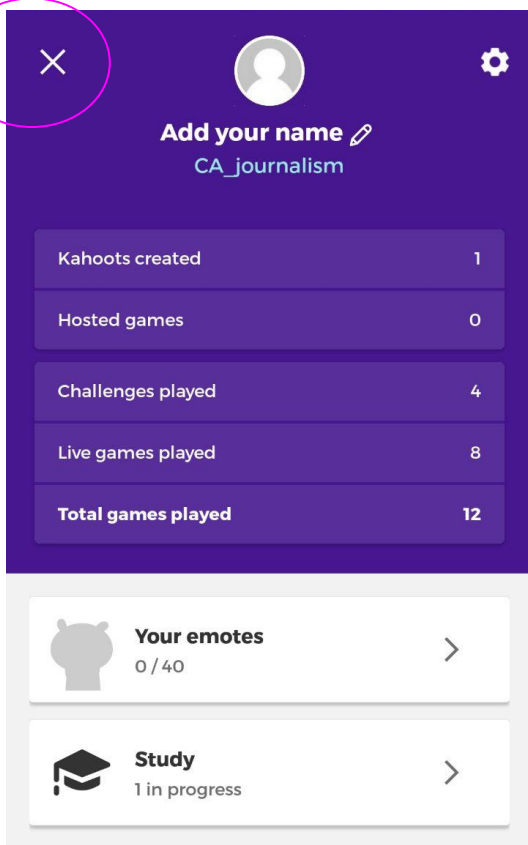 Add your name
CA_journalism
Kahoots created 1
Hosted games 0
Challenges played 4
Live games played 8
Total games played 12
Your emotes
0 / 40
Study
1 in progress